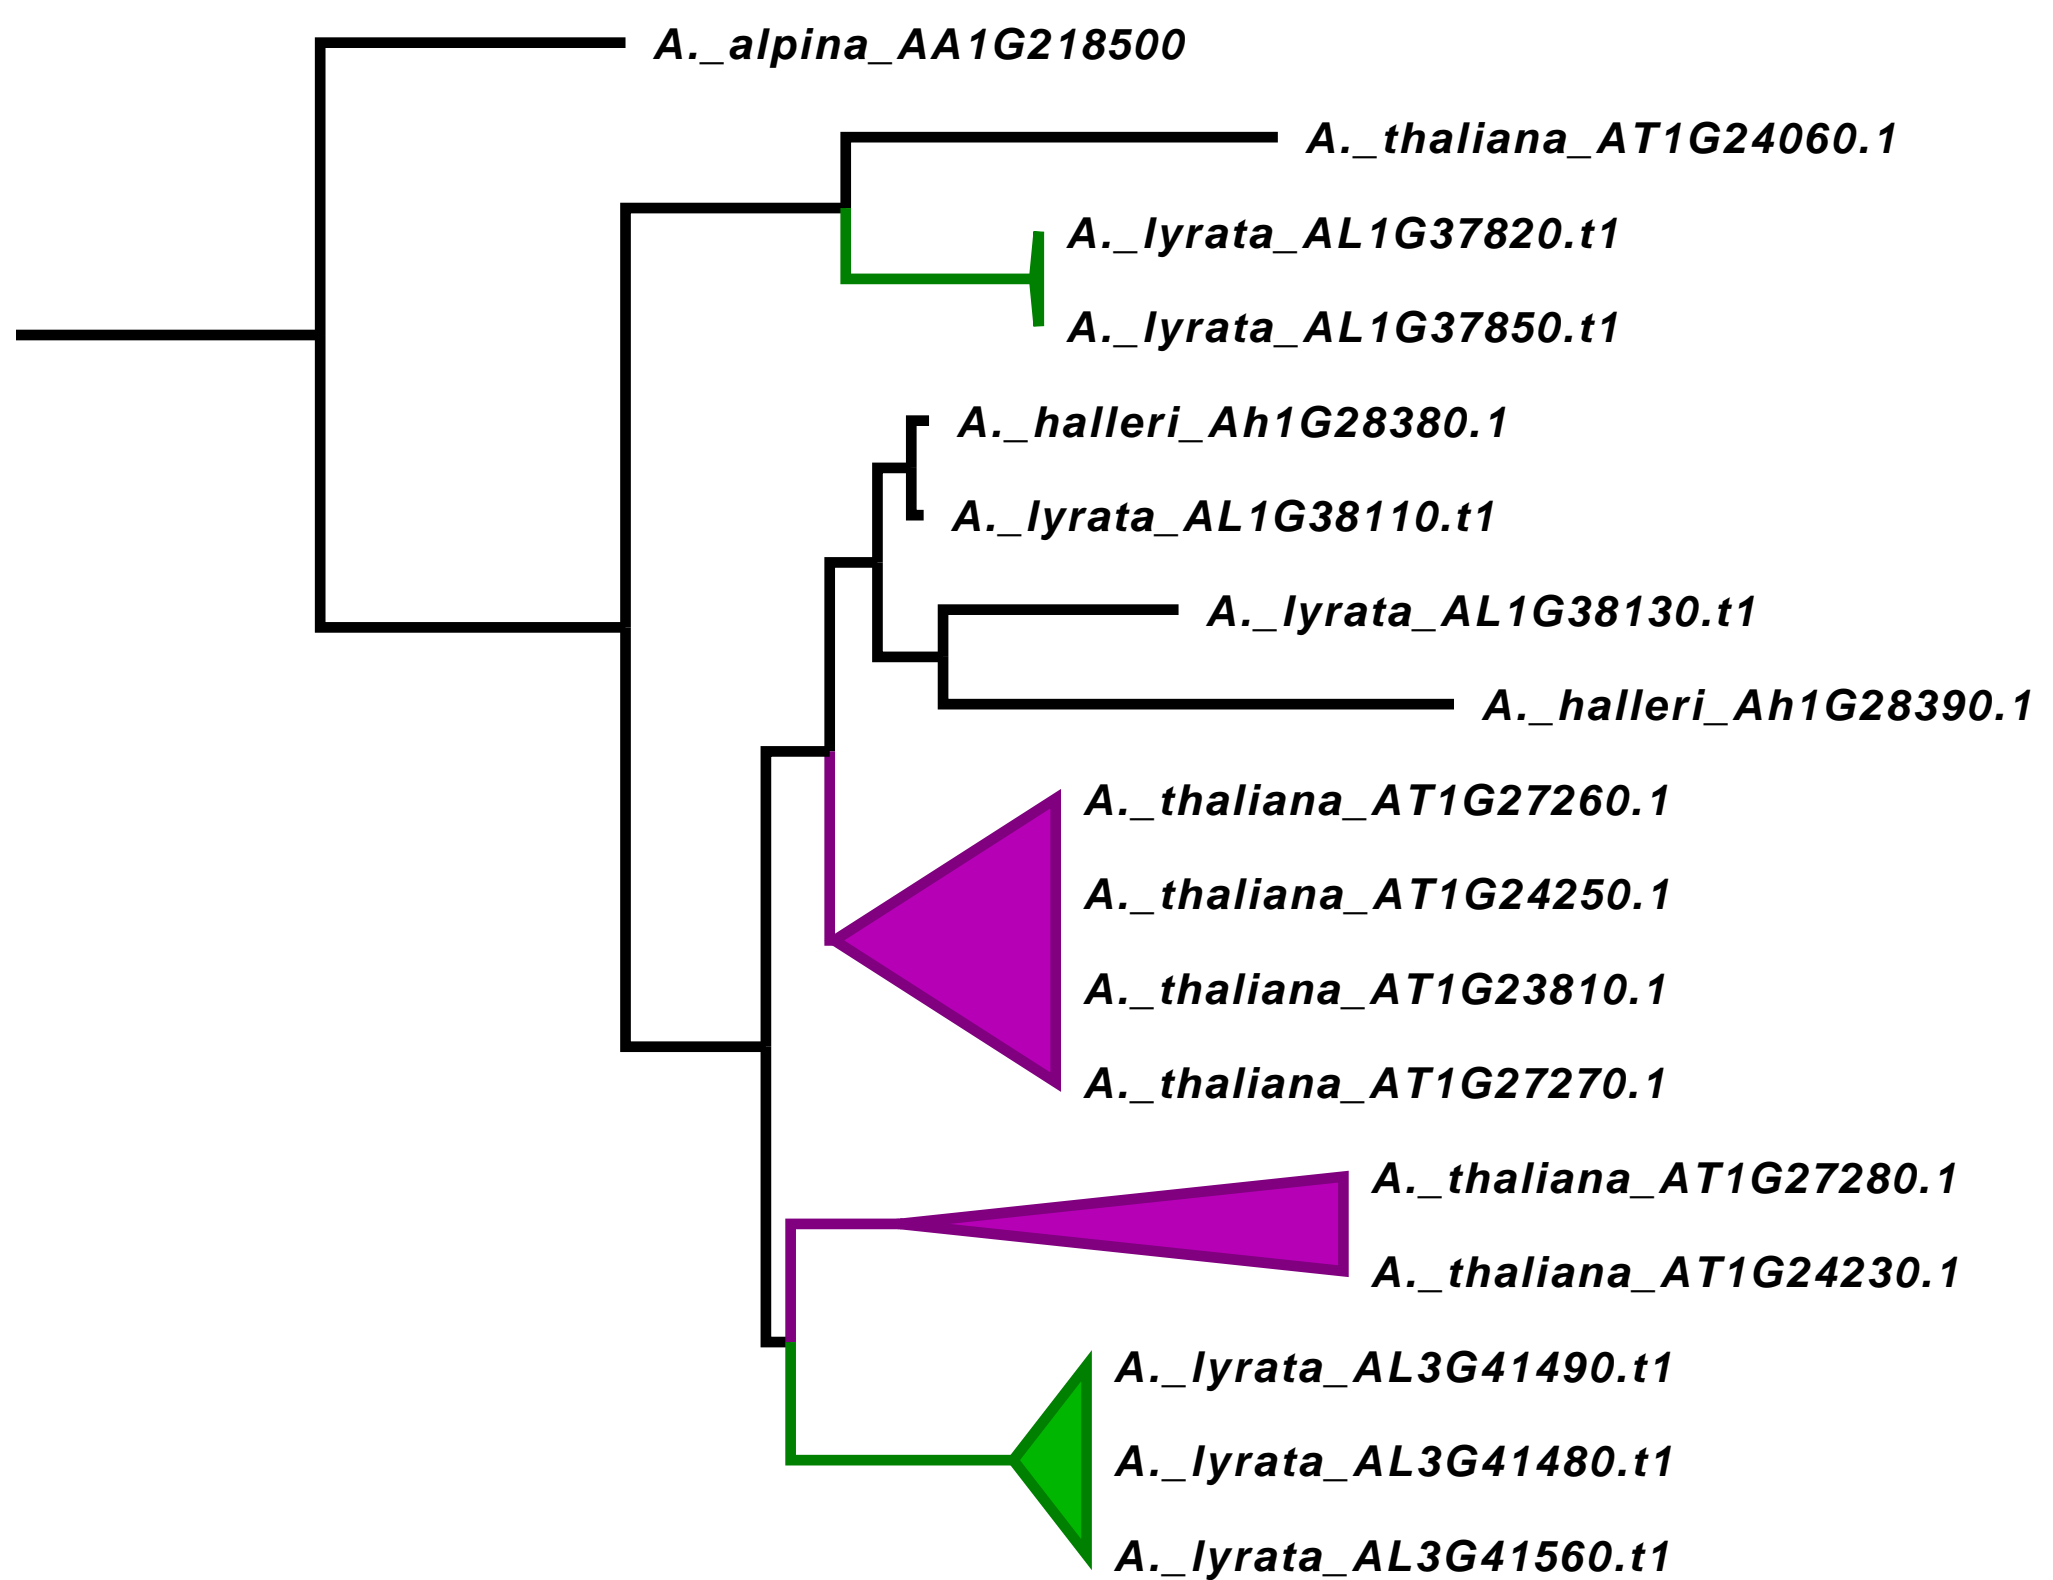 A._alpina_AA1G218500
A._thaliana_AT1G24060.1
A._lyrata_AL1G37820.t1
A._lyrata_AL1G37850.t1
A._halleri_Ah1G28380.1
A._lyrata_AL1G38110.t1
A._lyrata_AL1G38130.t1
A._halleri_Ah1G28390.1
A._thaliana_AT1G27260.1
A._thaliana_AT1G24250.1
A._thaliana_AT1G23810.1
A._thaliana_AT1G27270.1
A._thaliana_AT1G27280.1
A._thaliana_AT1G24230.1
A._lyrata_AL3G41490.t1
A._lyrata_AL3G41480.t1
A._lyrata_AL3G41560.t1